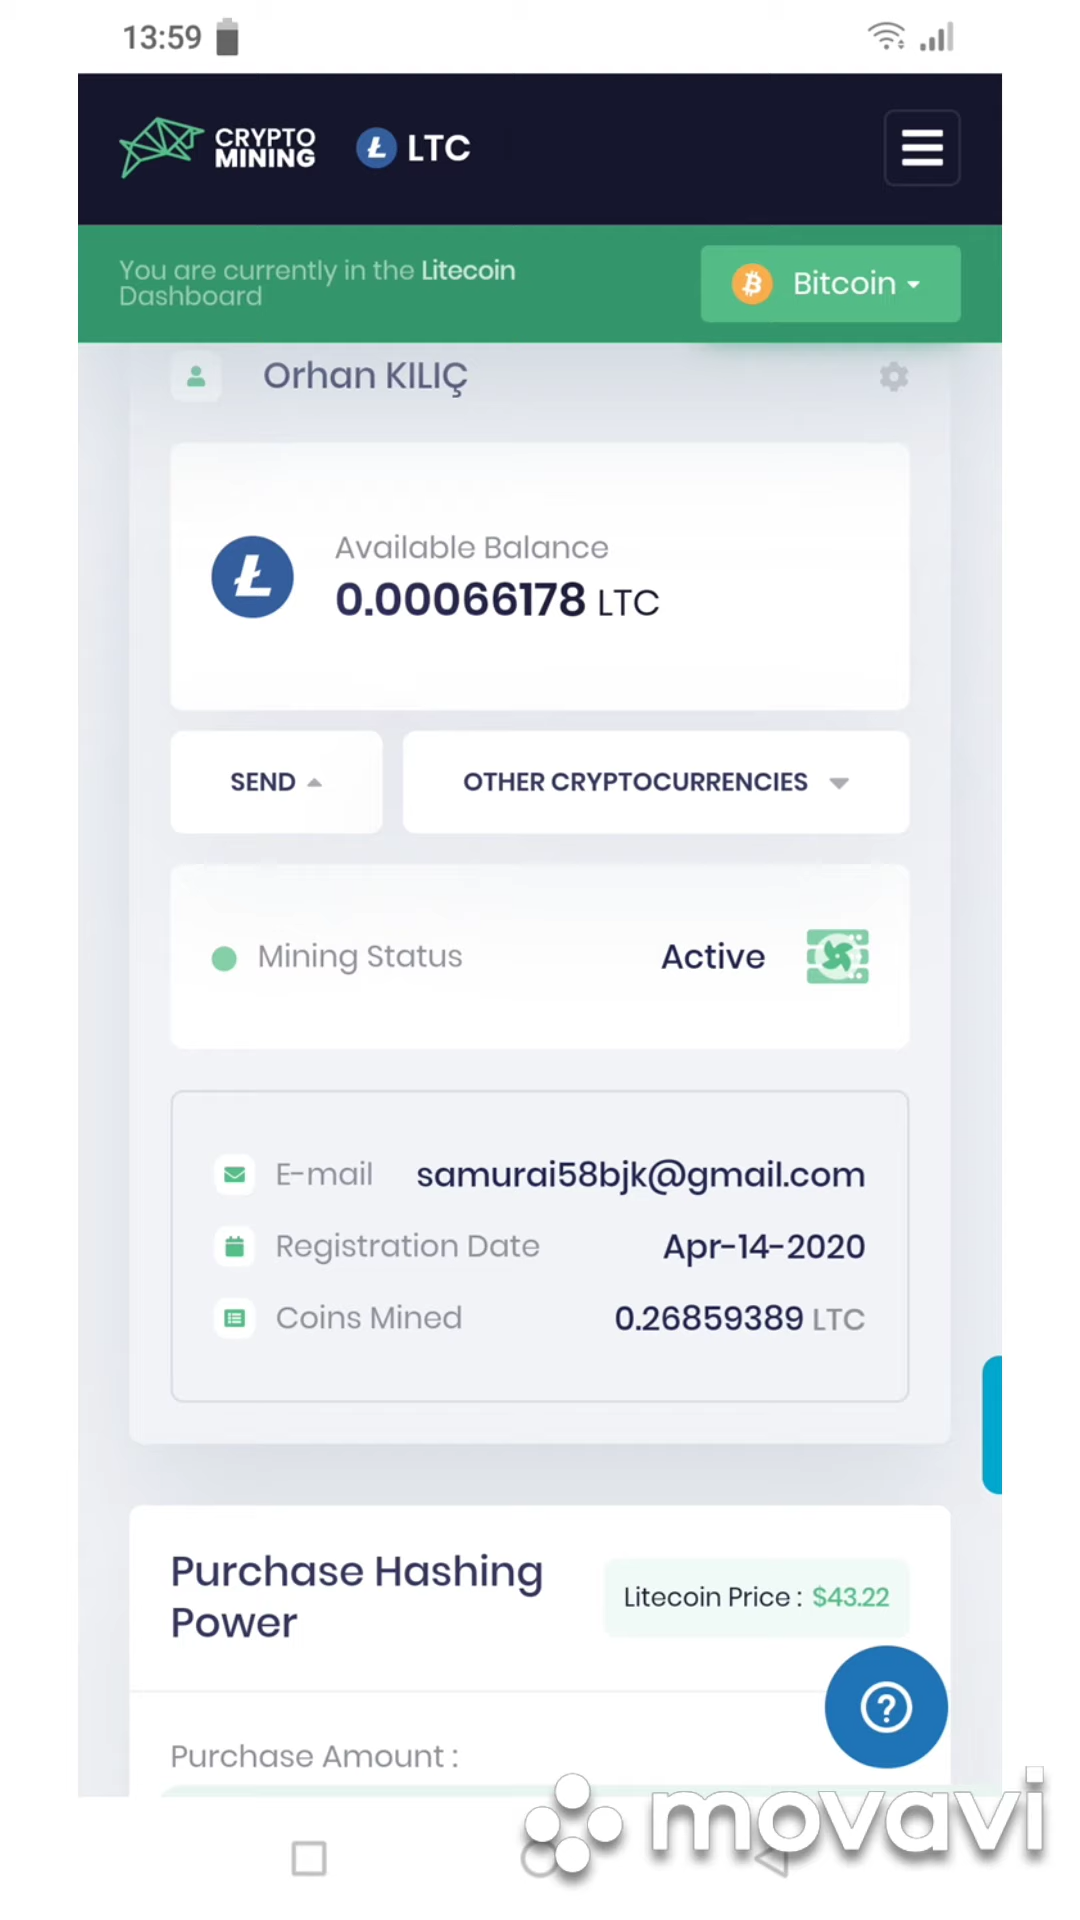 13:59
CRYPTO
MINING
Ł LTC
You are currently in the Litecoin
Dashboard
Bitcoin
Orhan KILIÇ
Available Balance
0.00066178 LTC
SEND
OTHER CRYPTOCURRENCIES
Mining Status
Active
E-mail samurai58bjk@gmail.com
Registration Date Apr-14-2020
Coins Mined 0.26859389 LTC
Purchase Hashing
Power
Litecoin Price : $43.22
?
Purchase Amount :
movavi